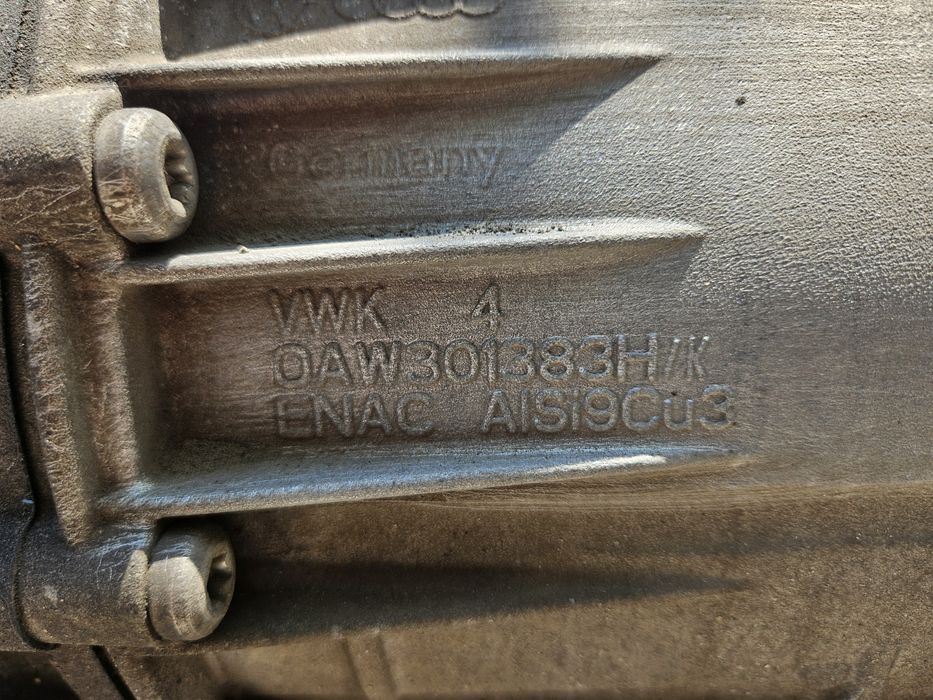 Germany
VWK 4
0AW301383H/K
ENAC AlSi9Cu3